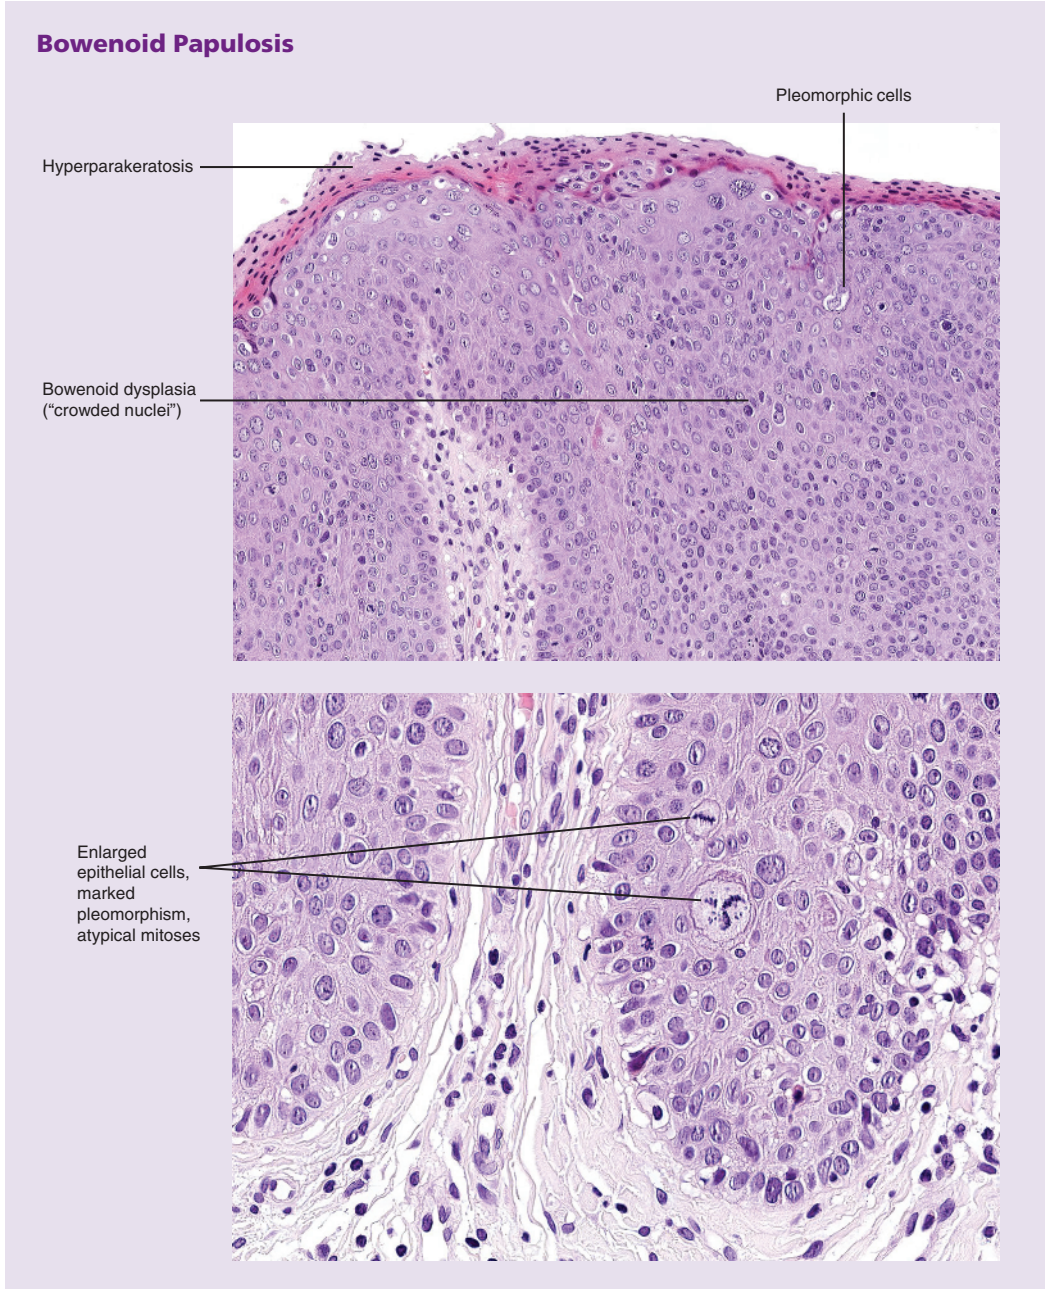 Bowenoid Papulosis
Pleomorphic cells
Hyperparakeratosis
Bowenoid dysplasia
(“crowded nuclei”)
Enlarged
epithelial cells,
marked
pleomorphism,
atypical mitoses